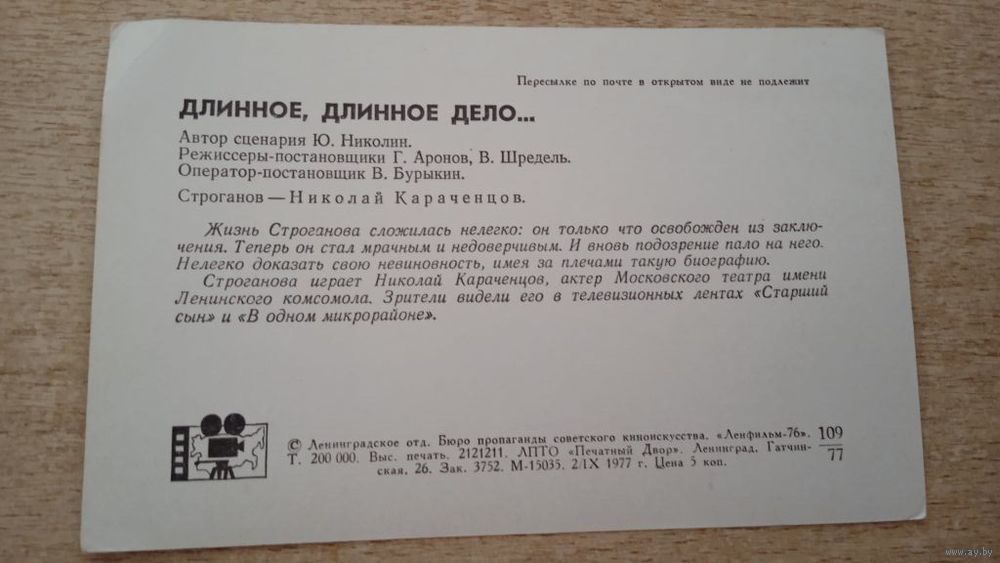 Пересылке по почте в открытом виде не подлежит
ДЛИННОЕ, ДЛИННОЕ ДЕЛО...
Автор сценария Ю. Николин.
Режиссеры-постановщики Г. Аронов, В. Шредель.
Оператор-постановщик В. Бурыкин.
Строганов — Николай Караченцов.
Жизнь Строганова сложилась нелегко: он только что освобожден из заклю-
чения. Теперь он стал мрачным и недоверчивым. И вновь подозрение пало на него.
Нелегко доказать свою невиновность, имея за плечами такую биографию.
Строганова играет Николай Караченцов, актер Московского театра имени
Ленинского комсомола. Зрители видели его в телевизионных лентах «Старший
сын» и «В одном микрорайоне».
© Ленинградское отд. Бюро пропаганды советского киноискусства. «Ленфильм-76».
Т. 200 000. Выс. печать. 2121211. ЛПТО «Печатный Двор». Ленинград, Гатчин-
ская, 26. Зак. 3752. М-15035. 2/IX 1977 г. Цена 5 коп.
109
77
www.ay.by